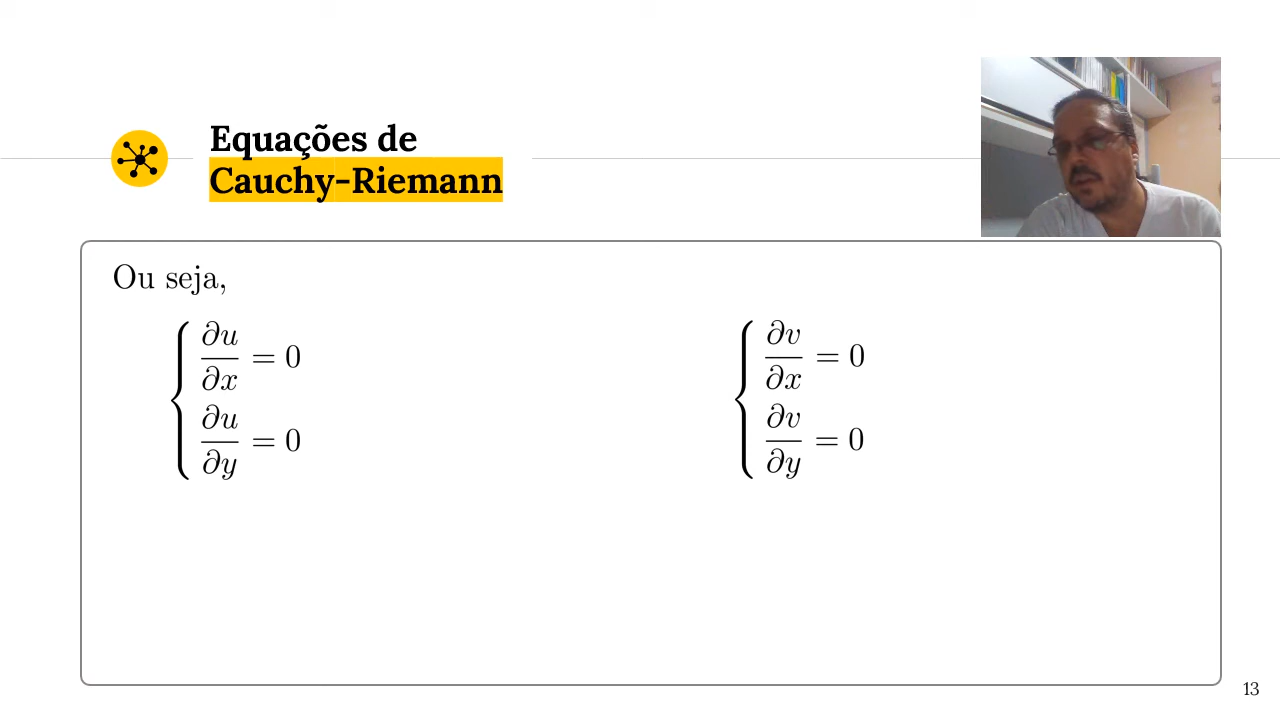 Equações de
Cauchy-Riemann
Ou seja,
∂u/∂x = 0
∂u/∂y = 0
∂v/∂x = 0
∂v/∂y = 0
13